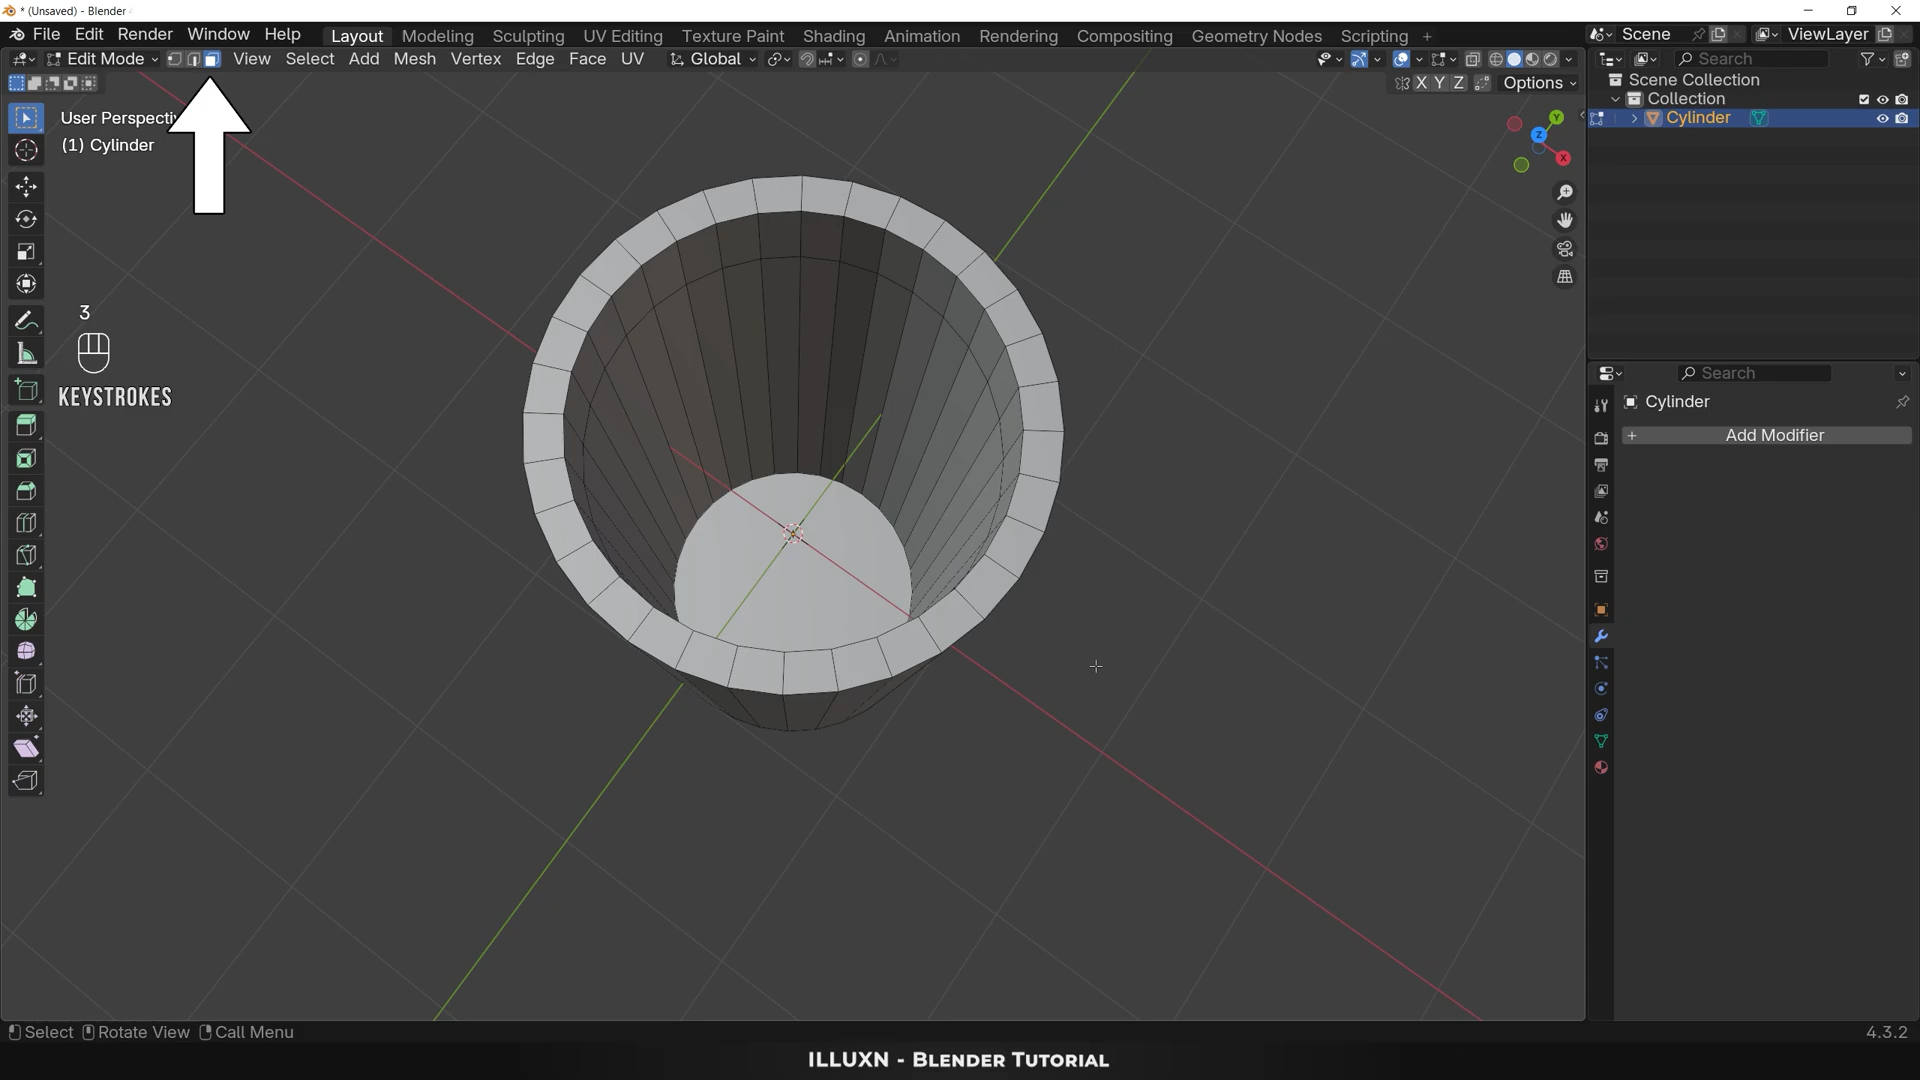 * (Unsaved) - Blender
File Edit Render Window Help Layout Modeling Sculpting UV Editing Texture Paint Shading Animation Rendering Compositing Geometry Nodes Scripting + Scene ViewLayer
Edit Mode View Select Add Mesh Vertex Edge Face UV Global Search
X Y Z Options Scene Collection
Collection
User Perspecti
Cylinder
(1) Cylinder
Y
Z
X
3
KEYSTROKES
Search
Cylinder
+ Add Modifier
Select Rotate View Call Menu 4.3.2
ILLUXN - Blender Tutorial